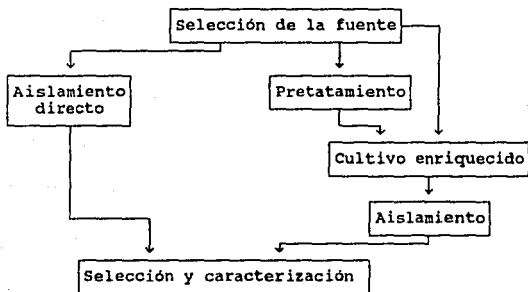 Selección de la fuente
Aislamiento
directo
Pretatamiento
Cultivo enriquecido
Aislamiento
Selección y caracterización